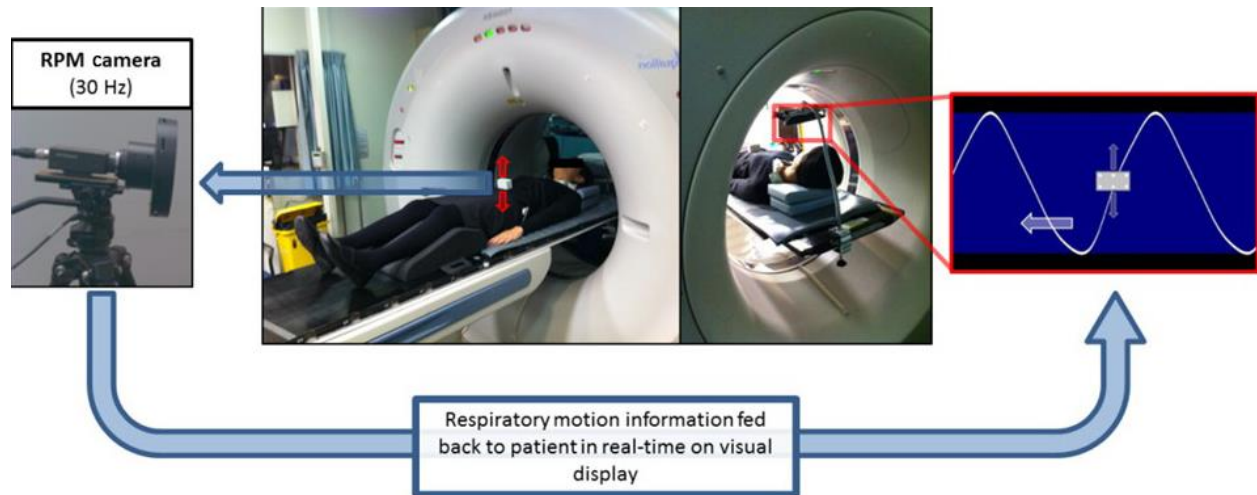 RPM camera
(30 Hz)
Respiratory motion information fed
back to patient in real-time on visual
display